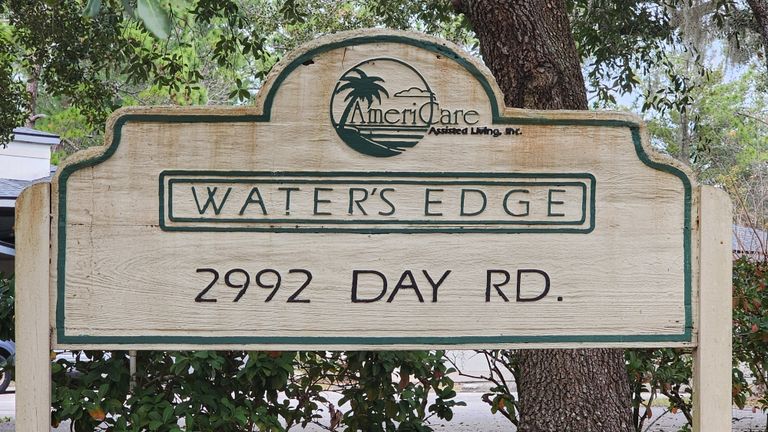 AmeriCare
Assisted Living, Inc.
WATER'S EDGE
2992 DAY RD.